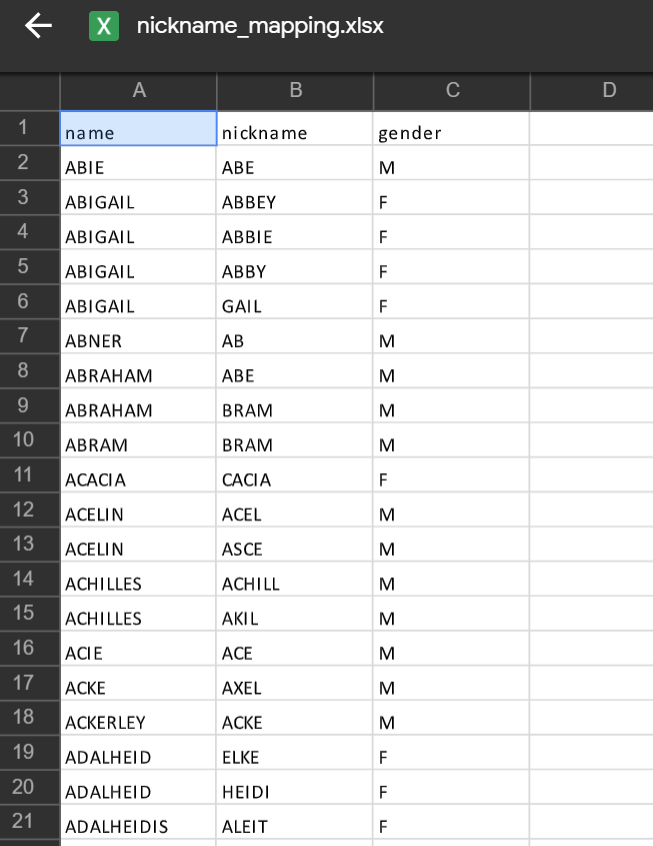 X nickname_mapping.xlsx
A B C D
1 name nickname gender
2 ABIE ABE M
3 ABIGAIL ABBEY F
4 ABIGAIL ABBIE F
5 ABIGAIL ABBY F
6 ABIGAIL GAIL F
7 ABNER AB M
8 ABRAHAM ABE M
9 ABRAHAM BRAM M
10 ABRAM BRAM M
11 ACACIA CACIA F
12 ACELIN ACEL M
13 ACELIN ASCE M
14 ACHILLES ACHILL M
15 ACHILLES AKIL M
16 ACIE ACE M
17 ACKE AXEL M
18 ACKERLEY ACKE M
19 ADALHEID ELKE F
20 ADALHEID HEIDI F
21 ADALHEIDIS ALEIT F